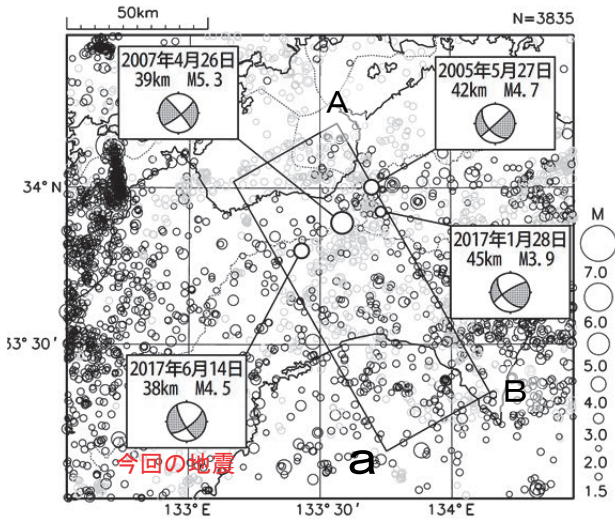 50km
N=3835
2007年4月26日
39km M5.3
2005年5月27日
42km M4.7
A
34°N
2017年1月28日
45km M3.9
M
7.0
6.0
5.0
4.0
3.0
2.0
1.5
33°30'
2017年6月14日
38km M4.5
今回の地震
B
a
133°E
133°30'E
134°E